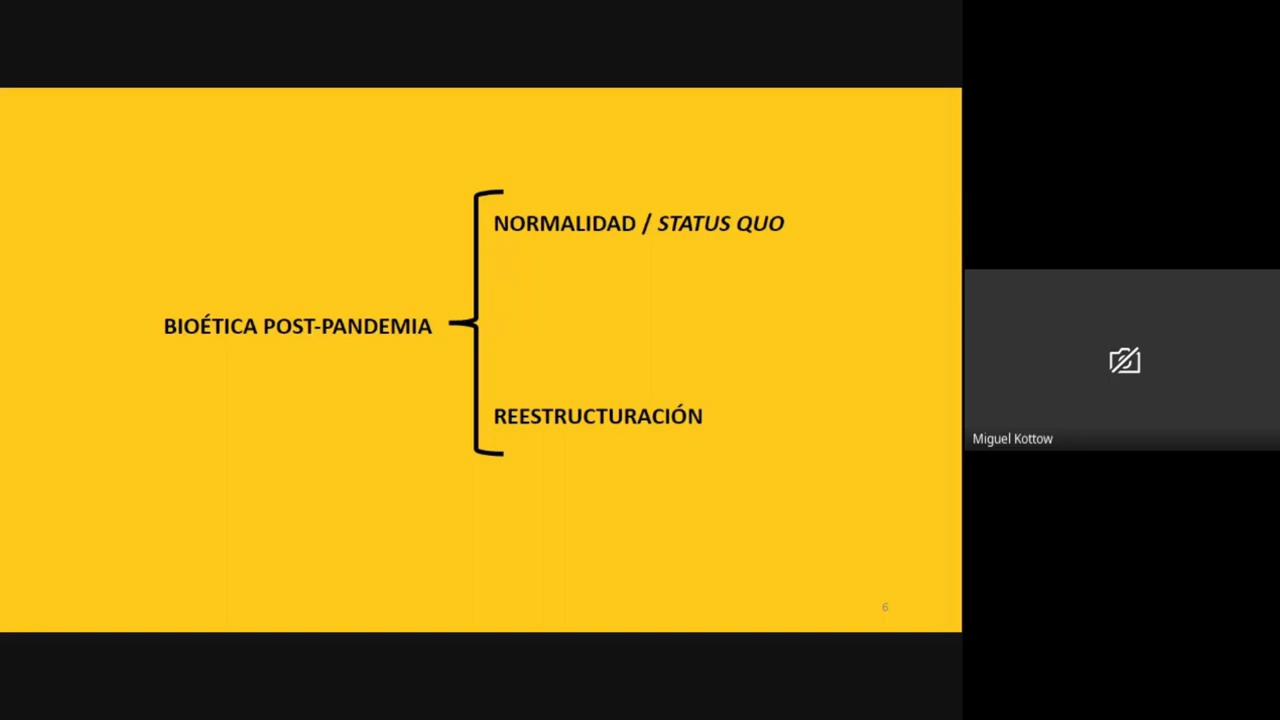 NORMALIDAD / STATUS QUO
BIOÉTICA POST-PANDEMIA
REESTRUCTURACIÓN
6
Miguel Kottow